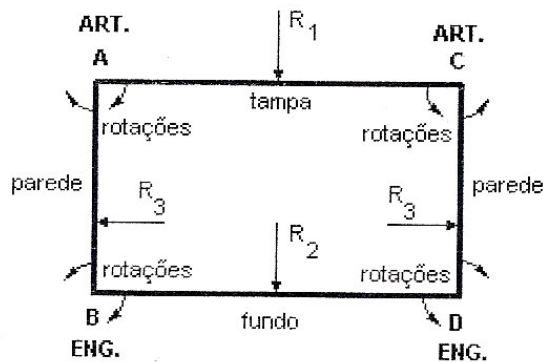 ART.
A
R1
ART.
C
tampa
rotações
rotações
parede
parede
R3
R3
R2
rotações
rotações
B
fundo
D
ENG.
ENG.